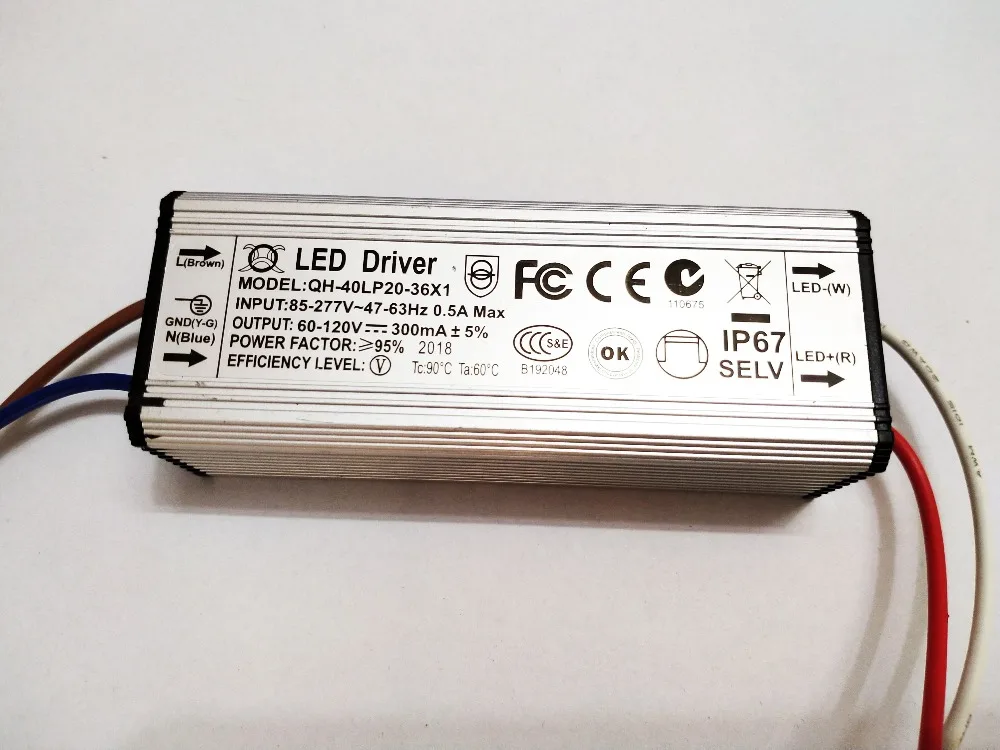 L(Brown)
GND(Y-G)
N(Blue)
LED Driver
MODEL:QH-40LP20-36X1
INPUT:85-277V~47-63Hz 0.5A Max
OUTPUT: 60-120V⎓300mA±5%
POWER FACTOR:≥95% 2018
EFFICIENCY LEVEL: Ⓥ Tc:90°C Ta:60°C
FC CE
110675
CCC S&E
B192048
OK
IP67
SELV
LED-(W)
LED+(R)